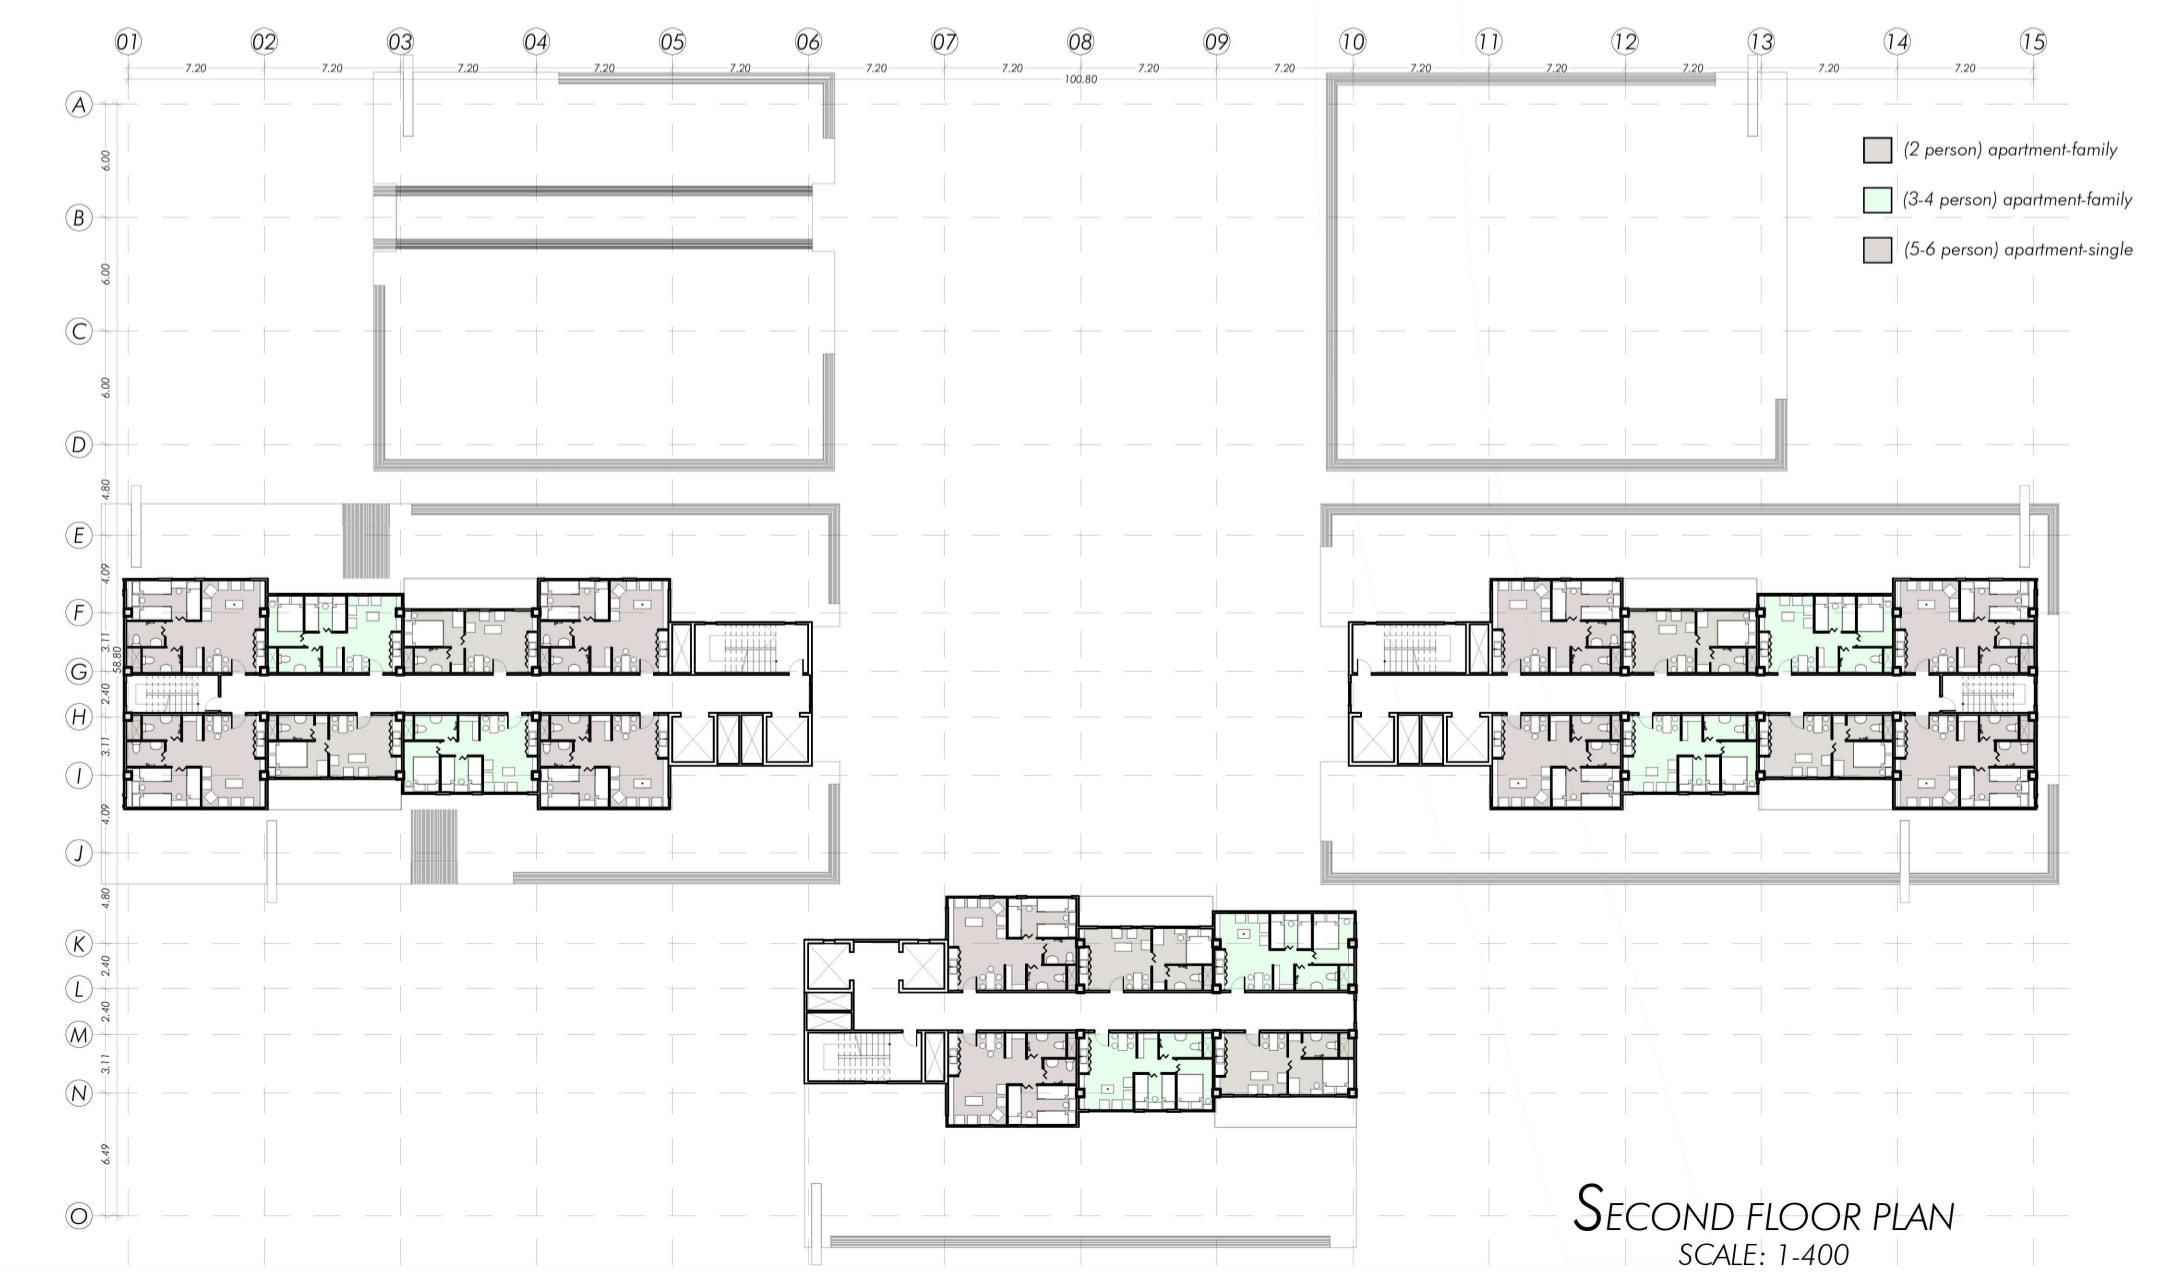 01 02 03 04 05 06 07 08 09 10 11 12 13 14 15
7.20 7.20 7.20 7.20 7.20 7.20 7.20 7.20 7.20 7.20 7.20 7.20 7.20 7.20
100.80
A
(2 person) apartment-family
6.00
(3-4 person) apartment-family
B
(5-6 person) apartment-single
6.00
C
6.00
D
4.80
E
4.09
F
3.11
58.80
G
2.40
H
3.11
I
4.09
J
4.80
K
2.40
L
2.40
M
3.11
N
6.49
O
SECOND FLOOR PLAN
SCALE: 1-400